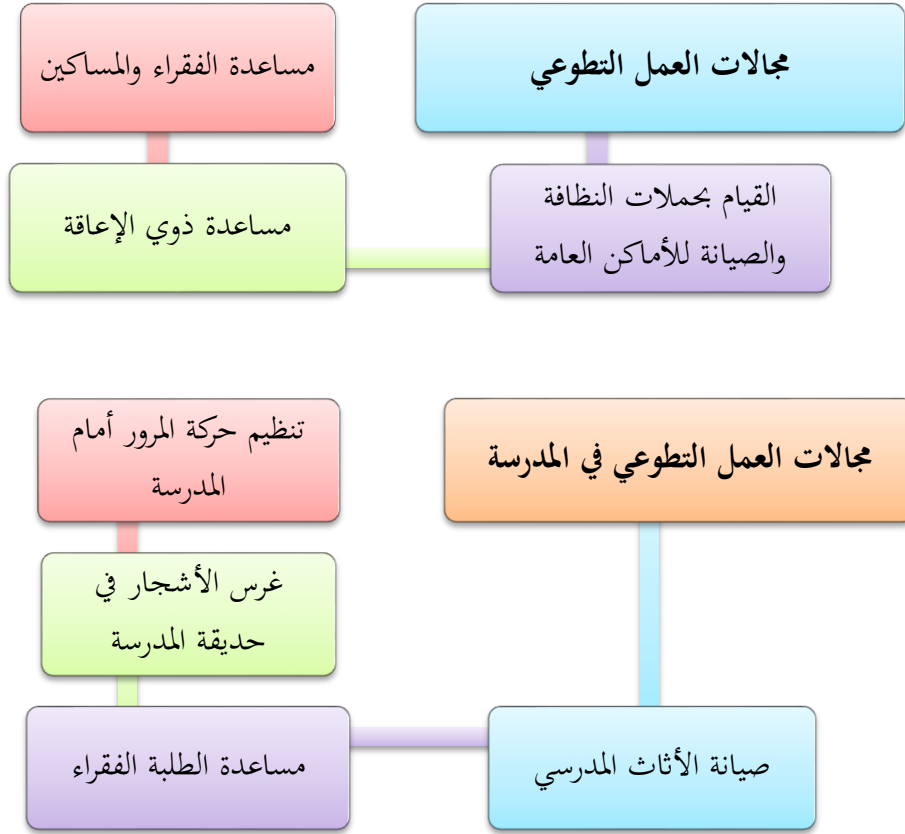 مجالات العمل التطوعي
القيام بحملات النظافة
والصيانة للأماكن العامة
مساعدة ذوي الإعاقة
مساعدة الفقراء والمساكين
مجالات العمل التطوعي في المدرسة
صيانة الأثاث المدرسي
مساعدة الطلبة الفقراء
غرس الأشجار في
حديقة المدرسة
تنظيم حركة المرور أمام
المدرسة